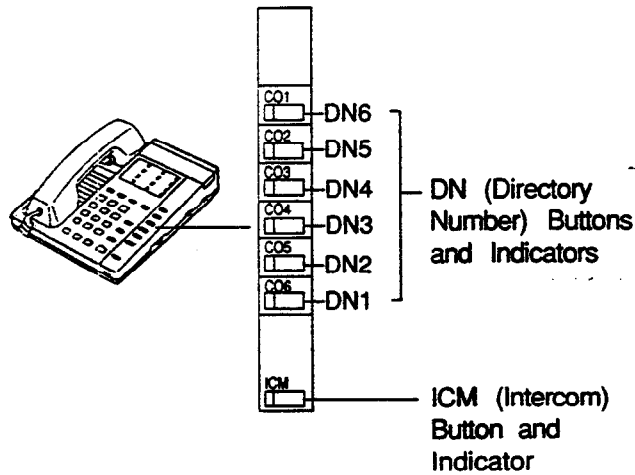 CO1
DN6
CO2
DN5
CO3
DN4
CO4
DN3
CO5
DN2
CO6
DN1
DN (Directory
Number) Buttons
and Indicators
ICM
ICM (Intercom)
Button and
Indicator